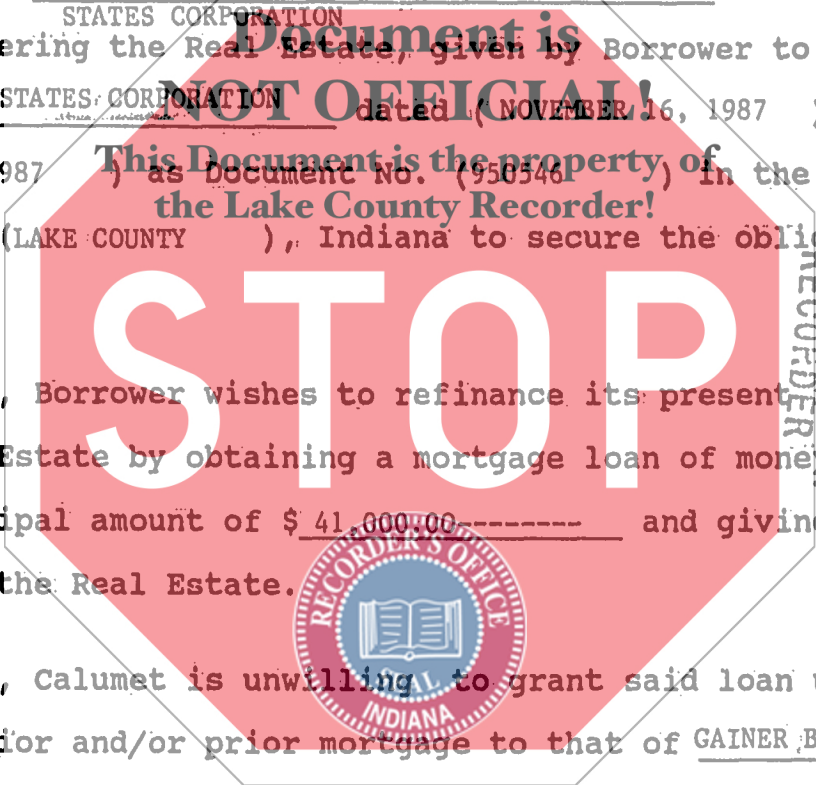 STATES CORPORATION
ering the Real Estate, given by Borrower to
STATES CORPORATION dated ( NOVEMBER 16, 1987 )
987 ) as Document No. (950546 ) in the
(LAKE COUNTY ), Indiana to secure the oblig
Document is
NOT OFFICIAL!
This Document is the property of
the Lake County Recorder!
STOP
RECORDER
, Borrower wishes to refinance its present
Estate by obtaining a mortgage loan of money
ipal amount of $ 41,000.00-------- and giving
the Real Estate.
RECORDER'S OFFICE
SEAL
INDIANA
, Calumet is unwilling to grant said loan
ior and/or prior mortgage to that of GAINER B